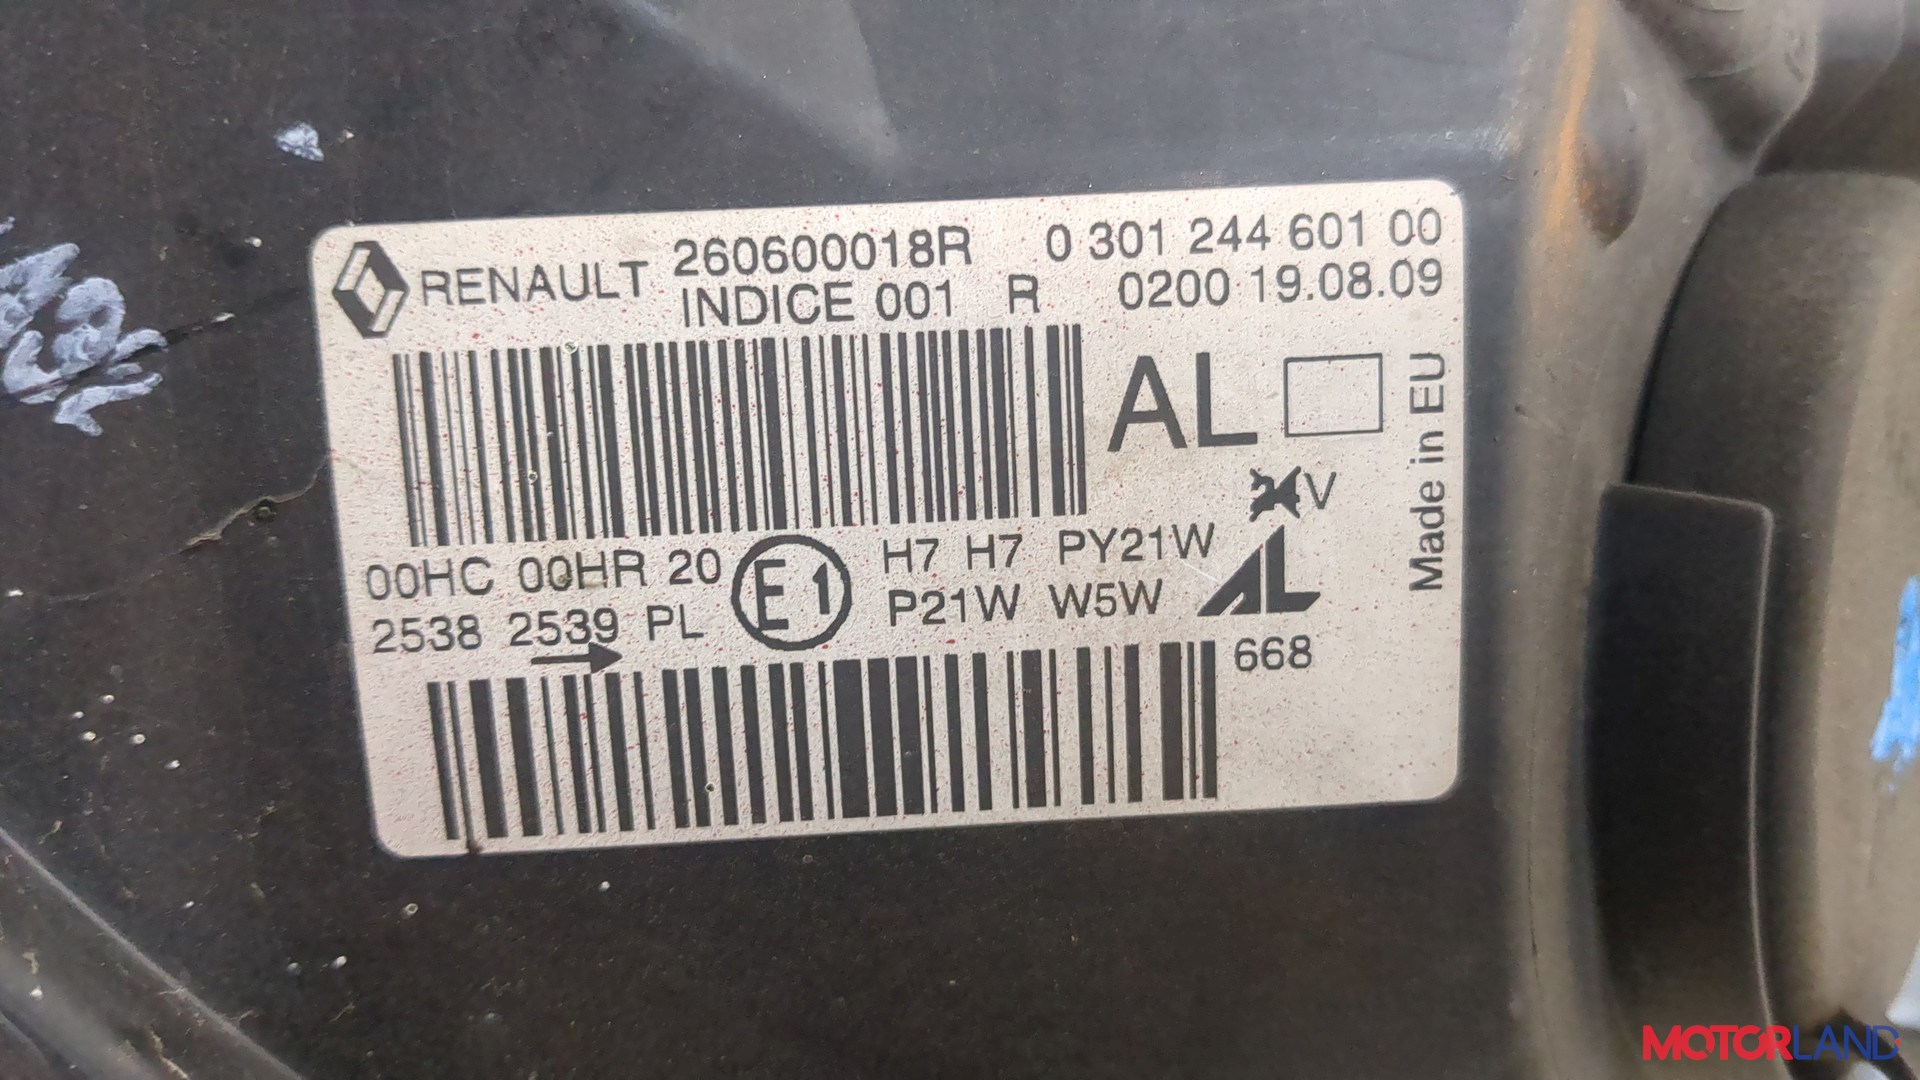 RENAULT 260600018R 0 301 244 601 00
INDICE 001 R 0200 19.08.09
AL
24V
Made in EU
00HC 00HR 20 E1 H7 H7 PY21W
2538 2539 PL P21W W5W AL
668
MOTORLAND